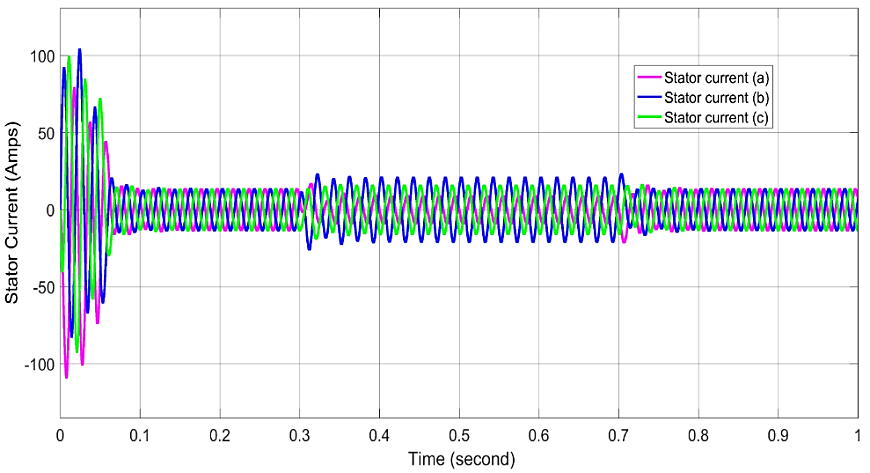 100
50
0
-50
-100
Stator Current (Amps)
Stator current (a)
Stator current (b)
Stator current (c)
0 0.1 0.2 0.3 0.4 0.5 0.6 0.7 0.8 0.9 1
Time (second)